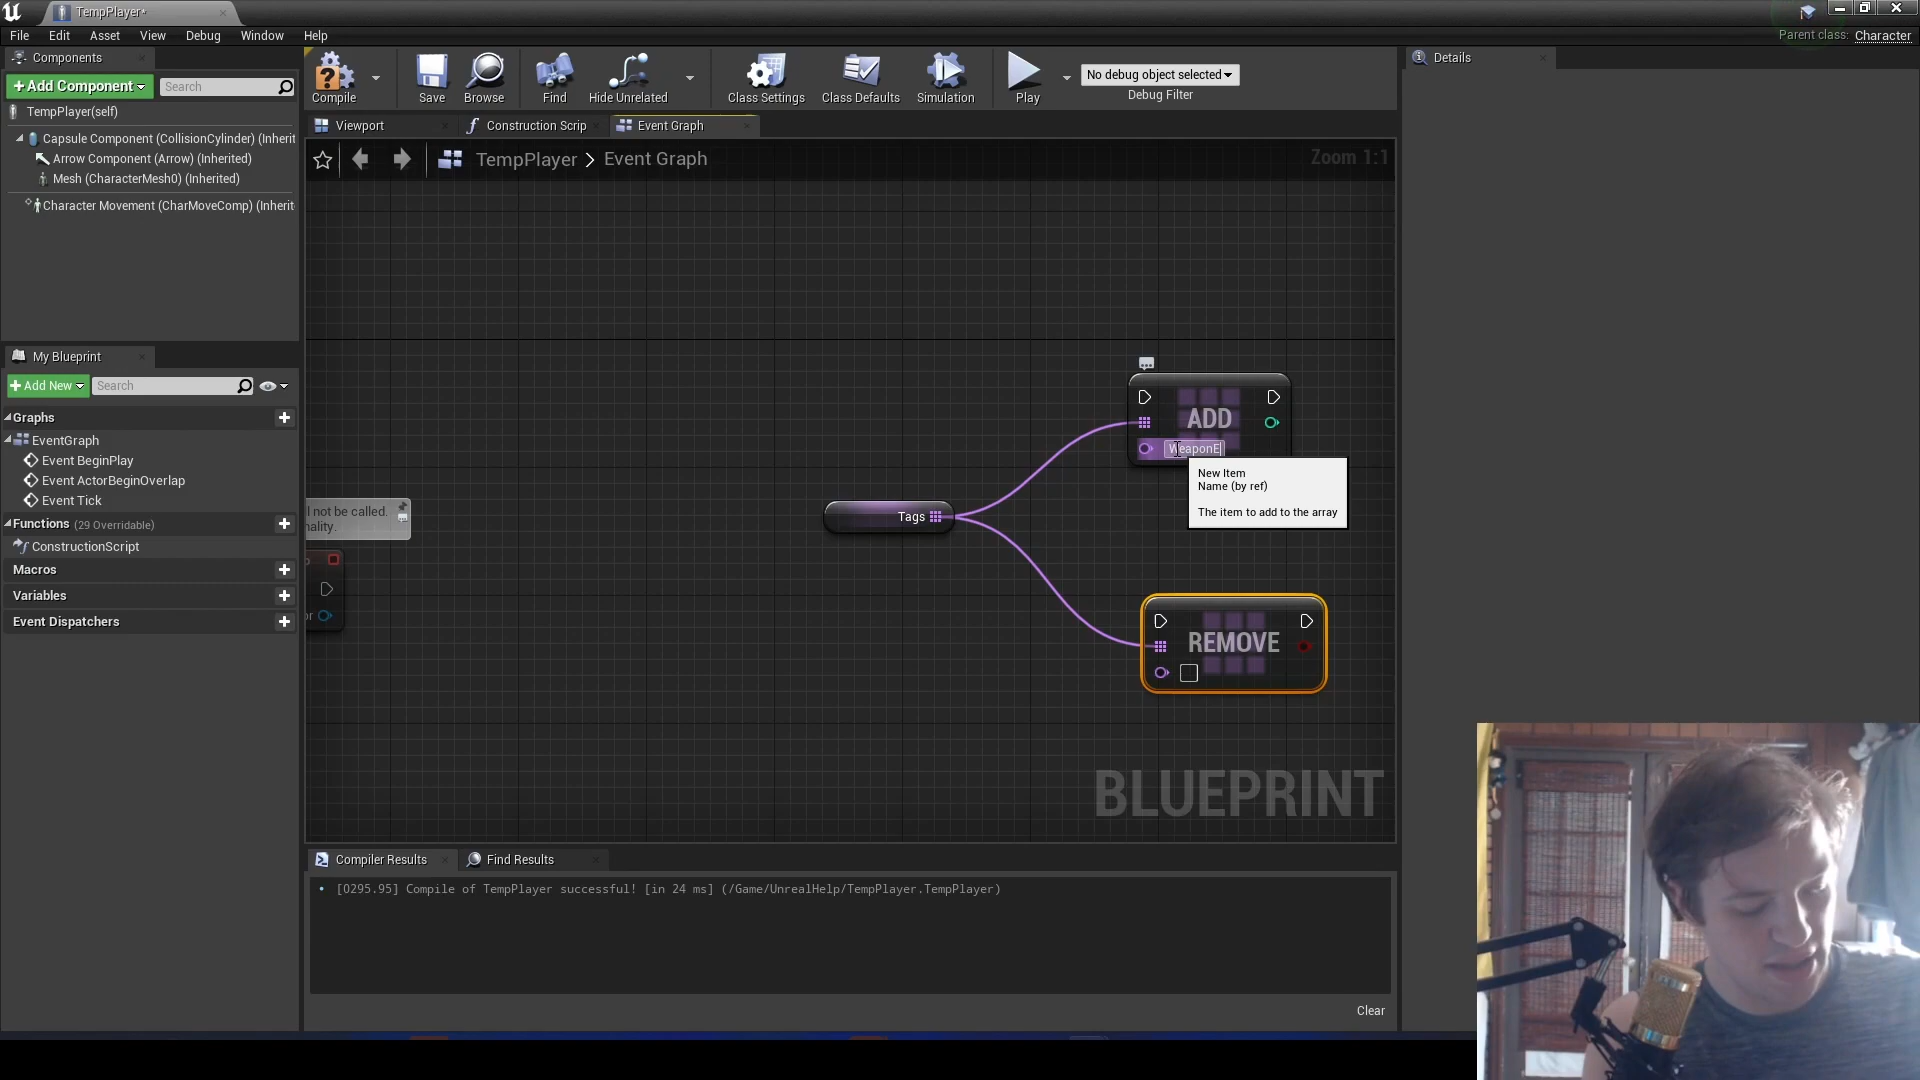 TempPlayer*
File Edit Asset View Debug Window Help
Parent class: Character
Components
+ Add Component
Search
TempPlayer(self)
Capsule Component (CollisionCylinder) (Inherit
Arrow Component (Arrow) (Inherited)
Mesh (CharacterMesh0) (Inherited)
Character Movement (CharMoveComp) (Inherit
My Blueprint
+ Add New
Search
Graphs
EventGraph
Event BeginPlay
Event ActorBeginOverlap
Event Tick
Functions (29 Overridable)
ConstructionScript
Macros
Variables
Event Dispatchers
Compile
Save
Browse
Find
Hide Unrelated
Class Settings
Class Defaults
Simulation
Play
No debug object selected
Debug Filter
Viewport
Construction Scrip
Event Graph
TempPlayer > Event Graph
Zoom 1:1
ll not be called.
nality.
or
Tags
ADD
WeaponE
New Item
Name (by ref)
The item to add to the array
REMOVE
BLUEPRINT
Compiler Results
Find Results
[0295.95] Compile of TempPlayer successful! [in 24 ms] (/Game/UnrealHelp/TempPlayer.TempPlayer)
Clear
Details